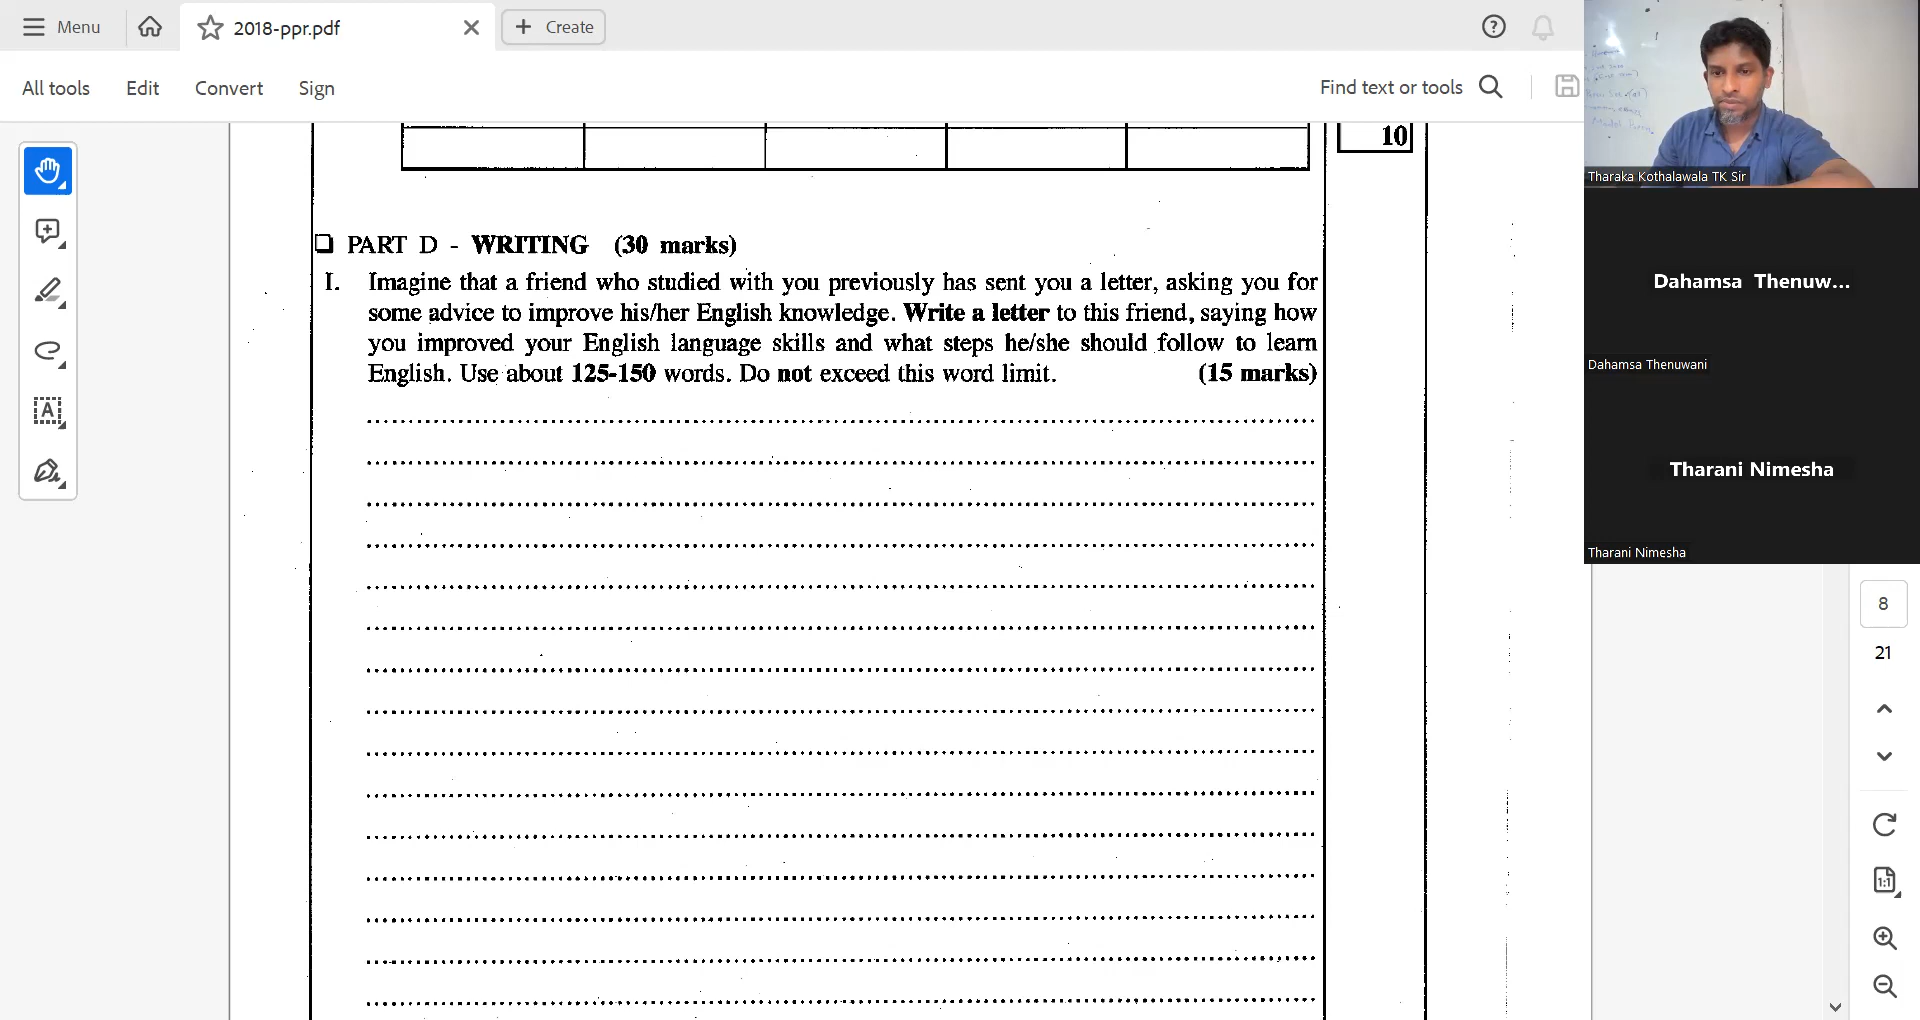 Menu
2018-ppr.pdf
Create
All tools
Edit
Convert
Sign
Find text or tools
10
PART D - WRITING (30 marks)
I. Imagine that a friend who studied with you previously has sent you a letter, asking you for
some advice to improve his/her English knowledge. Write a letter to this friend, saying how
you improved your English language skills and what steps he/she should follow to learn
English. Use about 125-150 words. Do not exceed this word limit. (15 marks)
Tharaka Kothalawala TK Sir
Dahamsa Thenuw...
Dahamsa Thenuwani
Tharani Nimesha
Tharani Nimesha
8
21